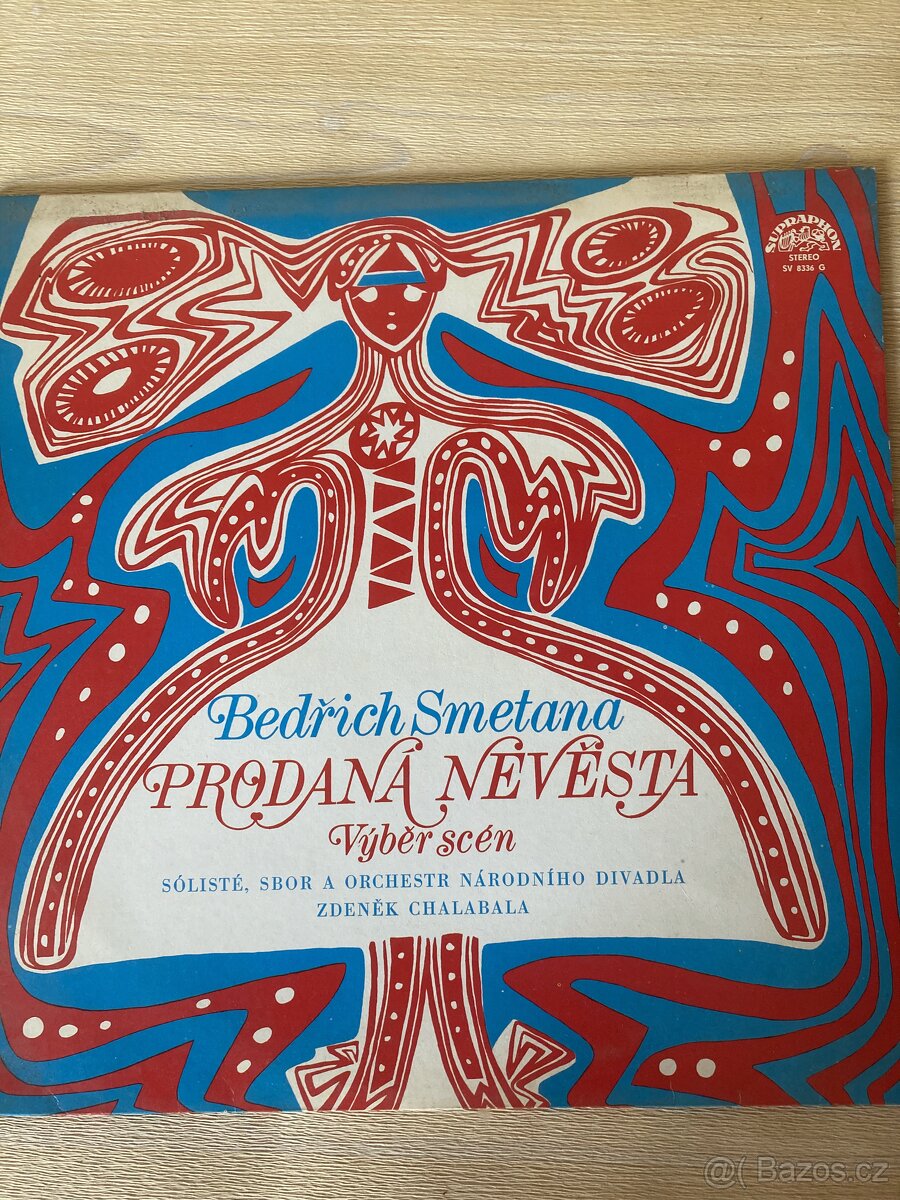 SUPRAPHON
STEREO
SV 8336 G
Bedřich Smetana
PRODANÁ NEVĚSTA
Výběr scén
SÓLISTÉ, SBOR A ORCHESTR NÁRODNÍHO DIVADLA
ZDENĚK CHALABALA
@( Bazos.cz